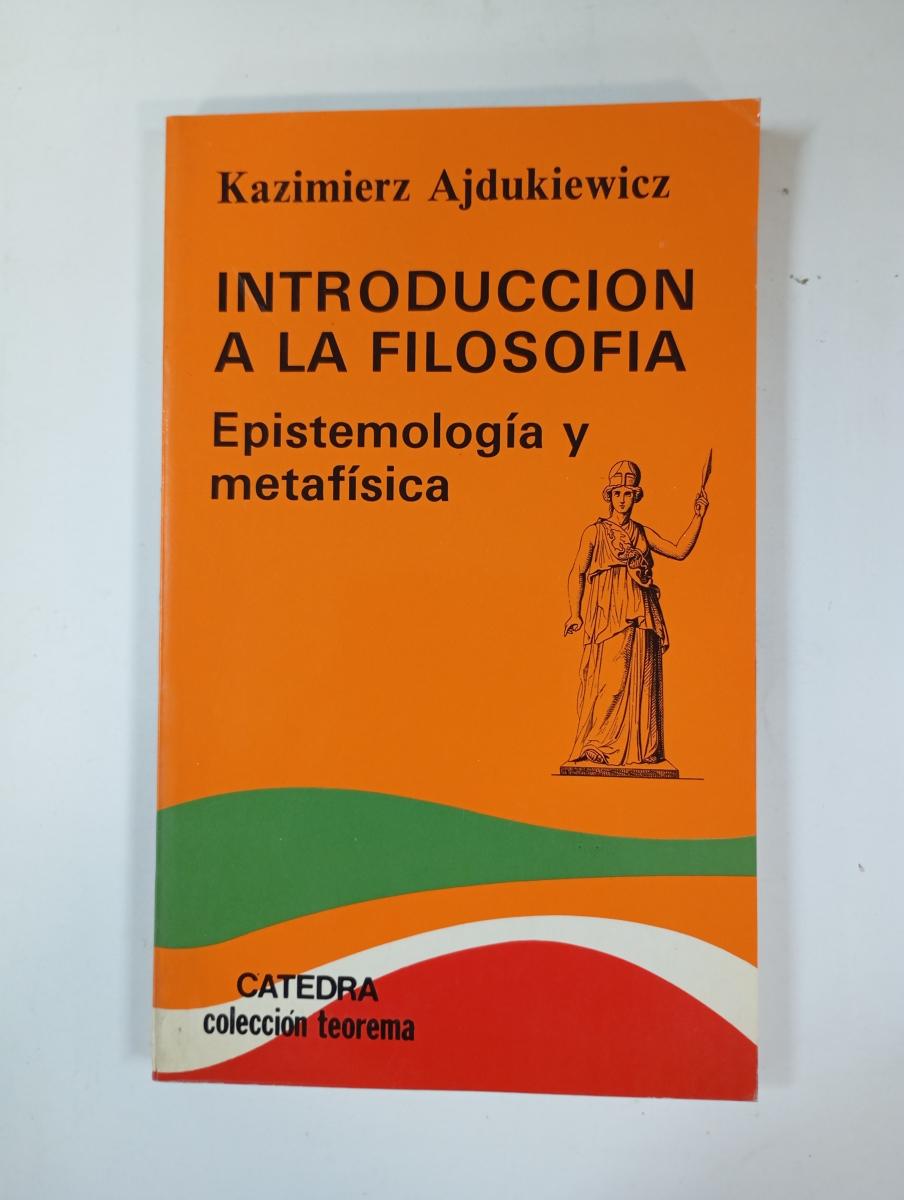 Kazimierz Ajdukiewicz
INTRODUCCION
A LA FILOSOFIA
Epistemología y
metafísica
CATEDRA
colección teorema